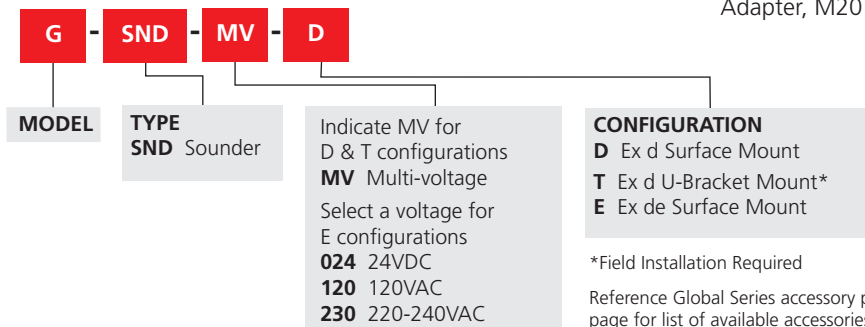 Adapter, M20
G - SND - MV - D
MODEL
TYPE
SND Sounder
Indicate MV for
D & T configurations
MV Multi-voltage
Select a voltage for
E configurations
024 24VDC
120 120VAC
230 220-240VAC
CONFIGURATION
D Ex d Surface Mount
T Ex d U-Bracket Mount*
E Ex de Surface Mount
*Field Installation Required
Reference Global Series accessory p
page for list of available accessories